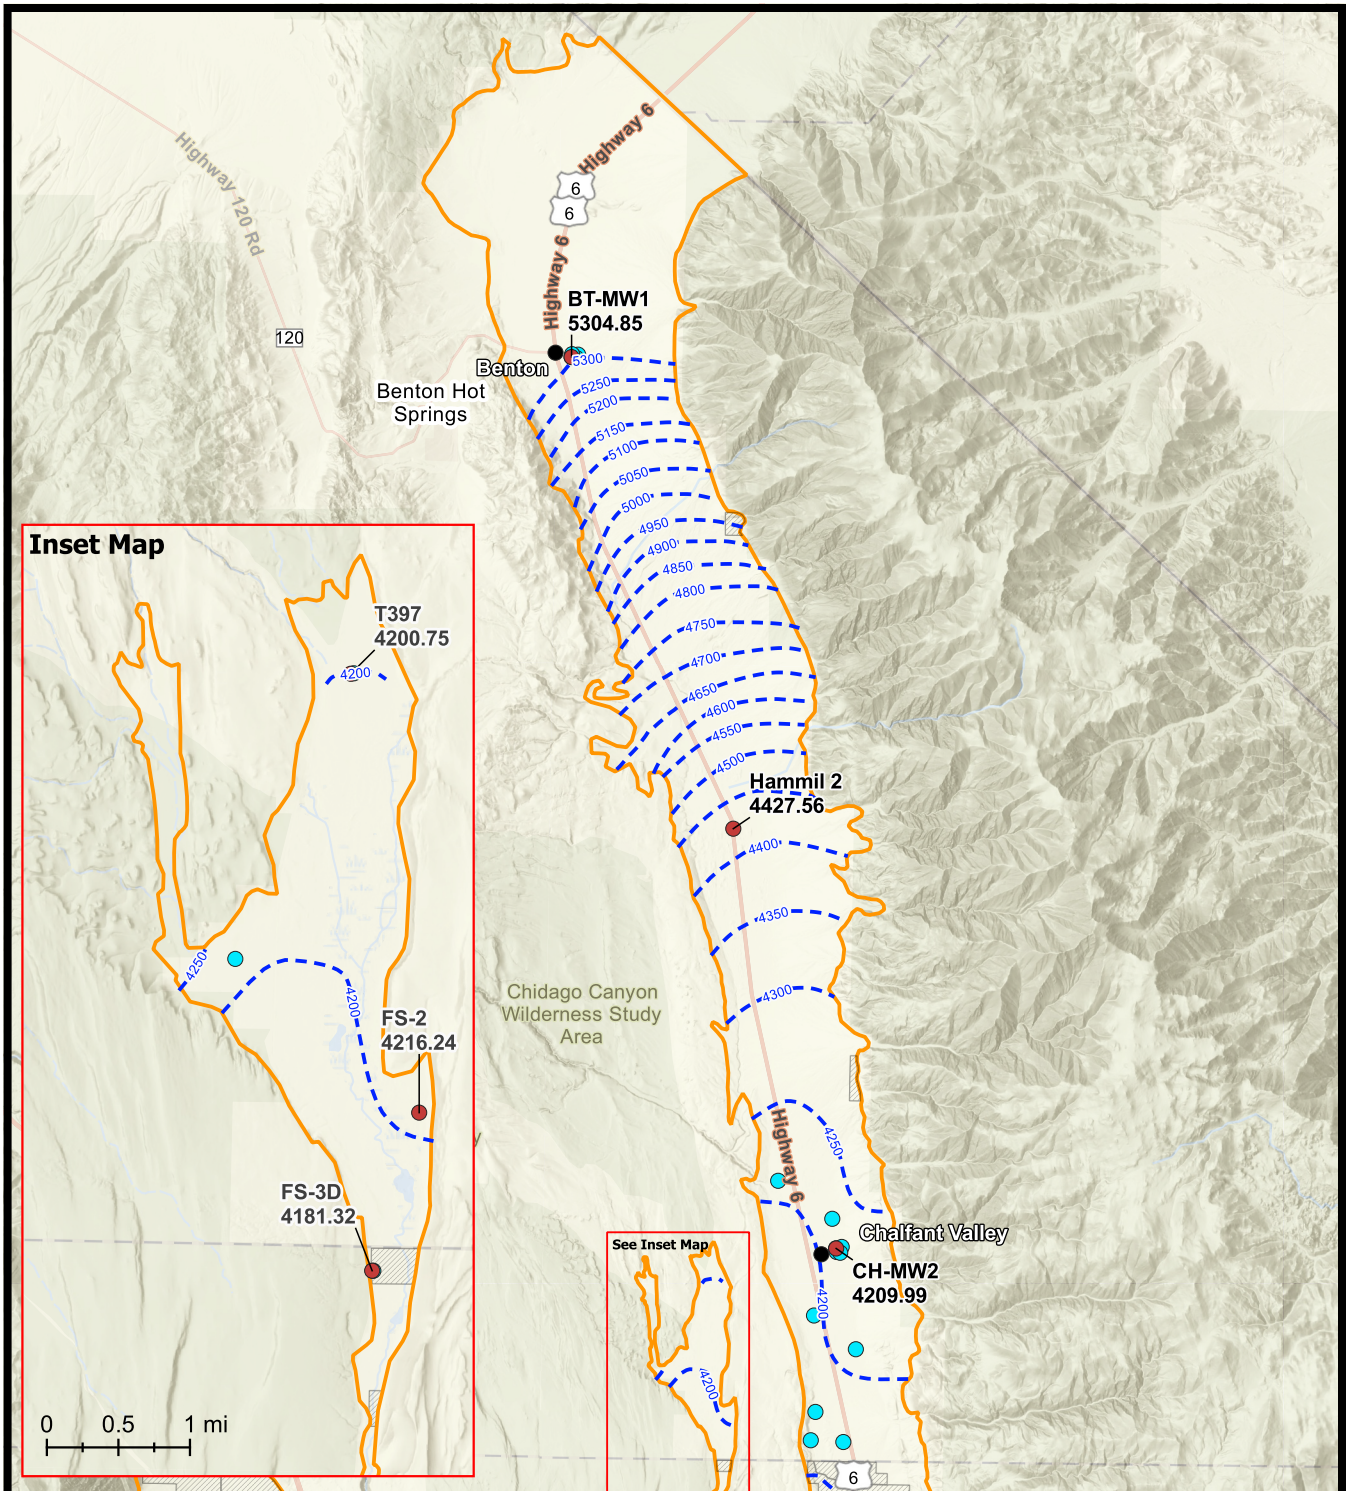 Highway 6
6
6
Highway 120 Rd
Highway 6
BT-MW1
5304.85
120
Benton
Benton Hot
Springs
5300
5250
5200
5150
5100
5050
5000
4950
4900
4850
4800
4750
4700
4650
4600
4550
4500
Hammil 2
4427.56
4400
4350
4300
Chidago Canyon
Wilderness Study
Area
Highway 6
4250
Chalfant Valley
CH-MW2
4209.99
4200
6
See Inset Map
4200
Inset Map
T397
4200.75
4200
4250
4200
FS-2
4216.24
FS-3D
4181.32
0 0.5 1 mi